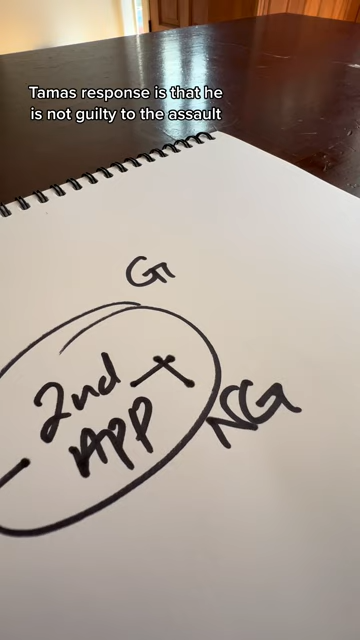 Tamas response is that he
is not guilty to the assault
G
2nd
APP
NG